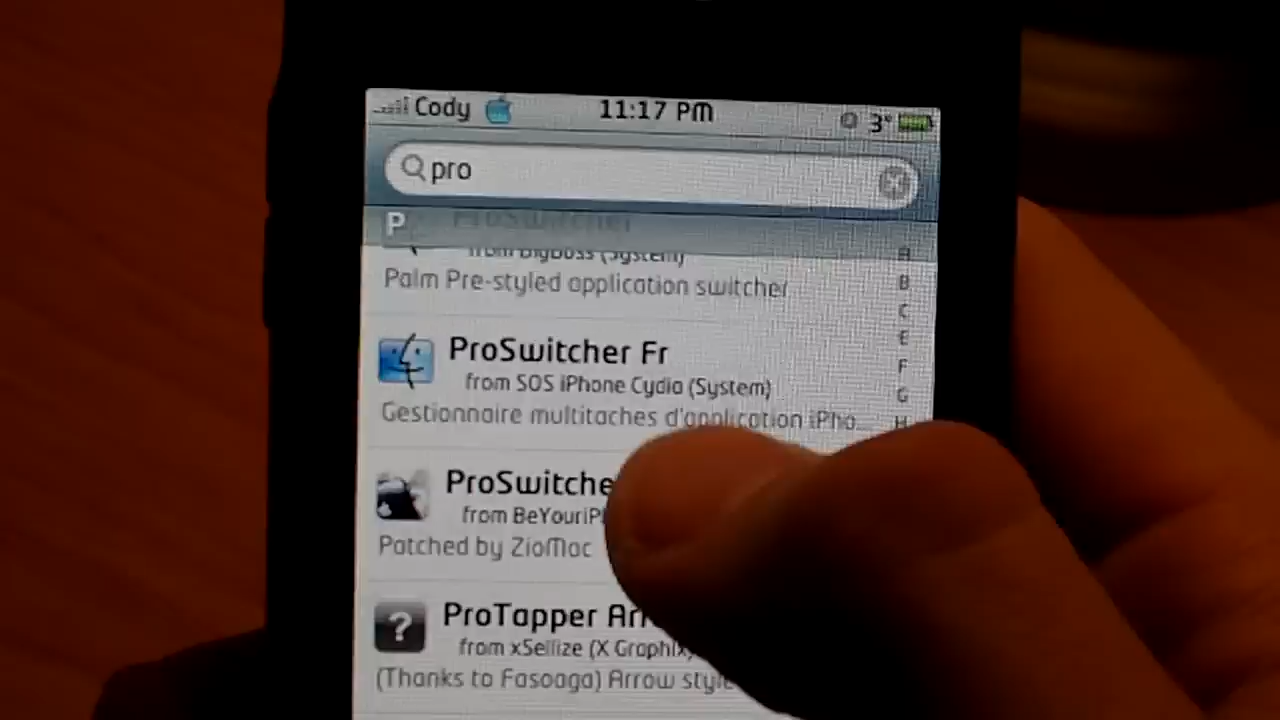 Cody 11:17 PM 3°
pro
P ProSwitcher
from BigBoss (System)
Palm Pre-styled application switcher
ProSwitcher Fr
from SOS iPhone Cydia (System)
Gestionnaire multitaches d'application iPho...
ProSwitche
from BeYouriP
Patched by ZioMac
ProTapper Arr
from xSellize (X Graphix)
(Thanks to Fasoaga) Arrow style
A
B
C
E
F
G
H
?